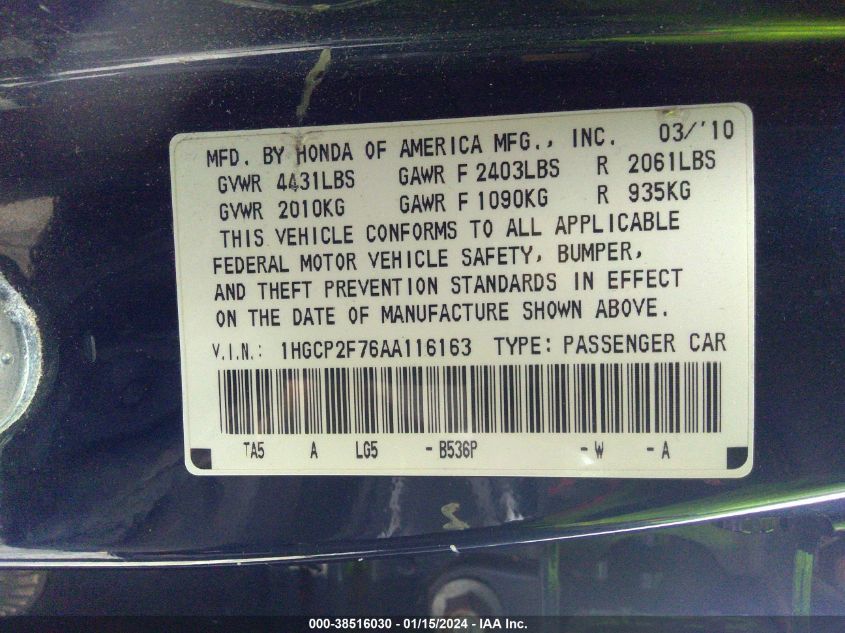 MFD. BY HONDA OF AMERICA MFG., INC. 03/'10
GVWR 4431LBS GAWR F 2403LBS R 2061LBS
GVWR 2010KG GAWR F 1090KG R 935KG
THIS VEHICLE CONFORMS TO ALL APPLICABLE
FEDERAL MOTOR VEHICLE SAFETY, BUMPER,
AND THEFT PREVENTION STANDARDS IN EFFECT
ON THE DATE OF MANUFACTURE SHOWN ABOVE.
V.I.N.: 1HGCP2F76AA116163 TYPE: PASSENGER CAR
TA5 A LG5 - B536P - W - A
000-38516030 - 01/15/2024 - IAA Inc.